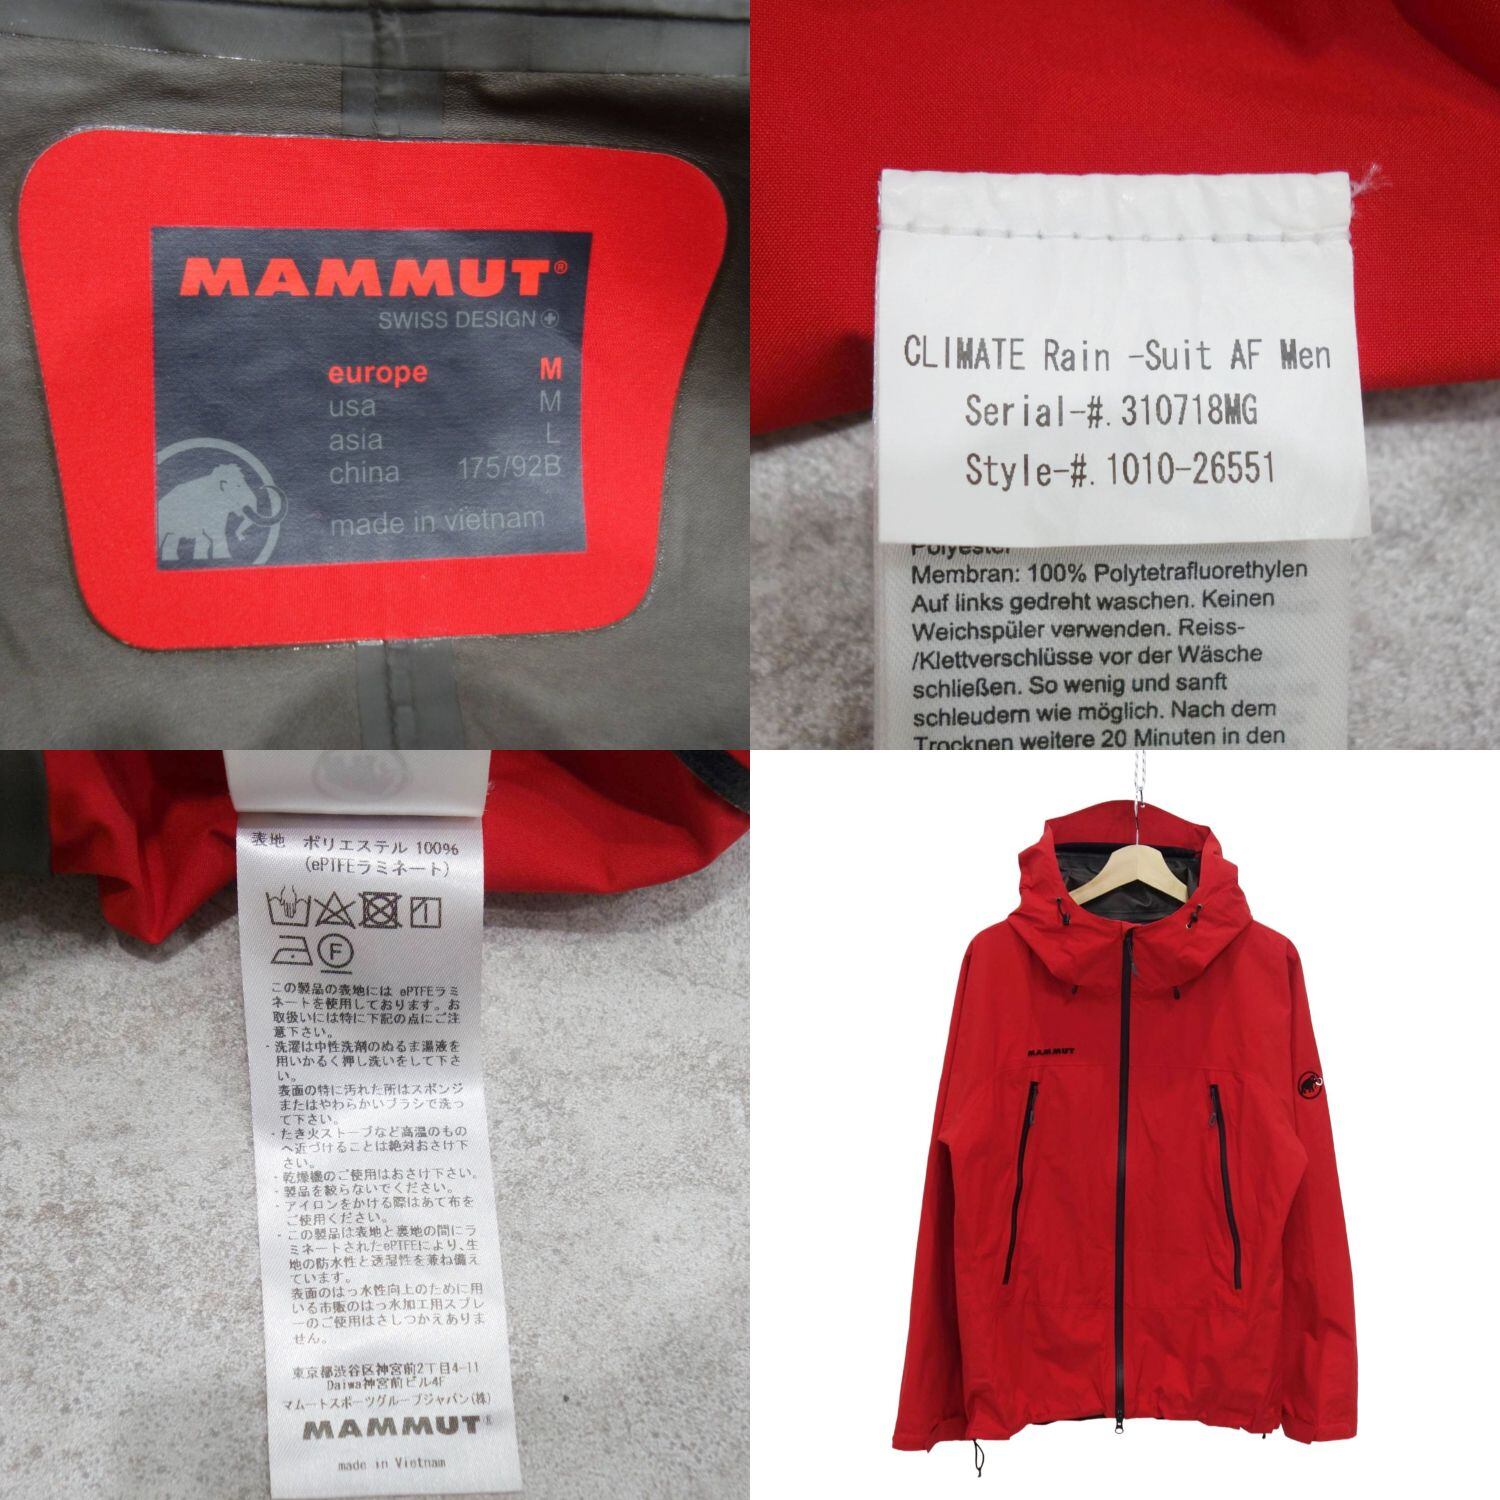 MAMMUT®
SWISS DESIGN
europe M
usa M
asia L
china 175/92B
made in vietnam
CLIMATE Rain -Suit AF Men
Serial-#. 310718MG
Style-#. 1010-26551
Polyester
Membran: 100% Polytetrafluorethylen
Auf links gedreht waschen. Keinen
Weichspüler verwenden. Reiss-
/Klettverschlüsse vor der Wäsche
schließen. So wenig und sanft
schleudern wie möglich. Nach dem
Trocknen weitere 20 Minuten in den
表地 ポリエステル 100%
(ePTFEラミネート)
1
F
この製品の表地には ePTFEラミ
ネートを使用しております。お
取扱いには特に下記の点にご注
意下さい。
・洗濯は中性洗剤のぬるま湯液を
用いかるく押し洗いをして下さ
い。
表面の特に汚れた所はスポンジ
またはやわらかいブラシで洗っ
て下さい。
・たき火ストーブなど高温のもの
へ近づけることは絶対おさけ下
さい。
・乾燥機のご使用はおさけ下さい。
・製品を絞らないでください。
・アイロンをかける際はあて布を
ご使用ください。
・この製品は表地と裏地の間にラ
ミネートされたePTFEにより、生
地の防水性と透湿性を兼ね備え
ています。
表面のはっ水性向上のために用
いる市販のはっ水加工用スプレ
ーのご使用はさしつかえありま
せん。
東京都渋谷区神宮前2丁目4-11
Daiwa神宮前ビル4F
マムートスポーツグループジャパン(株)
MAMMUT®
made in Vietnam
MAMMUT